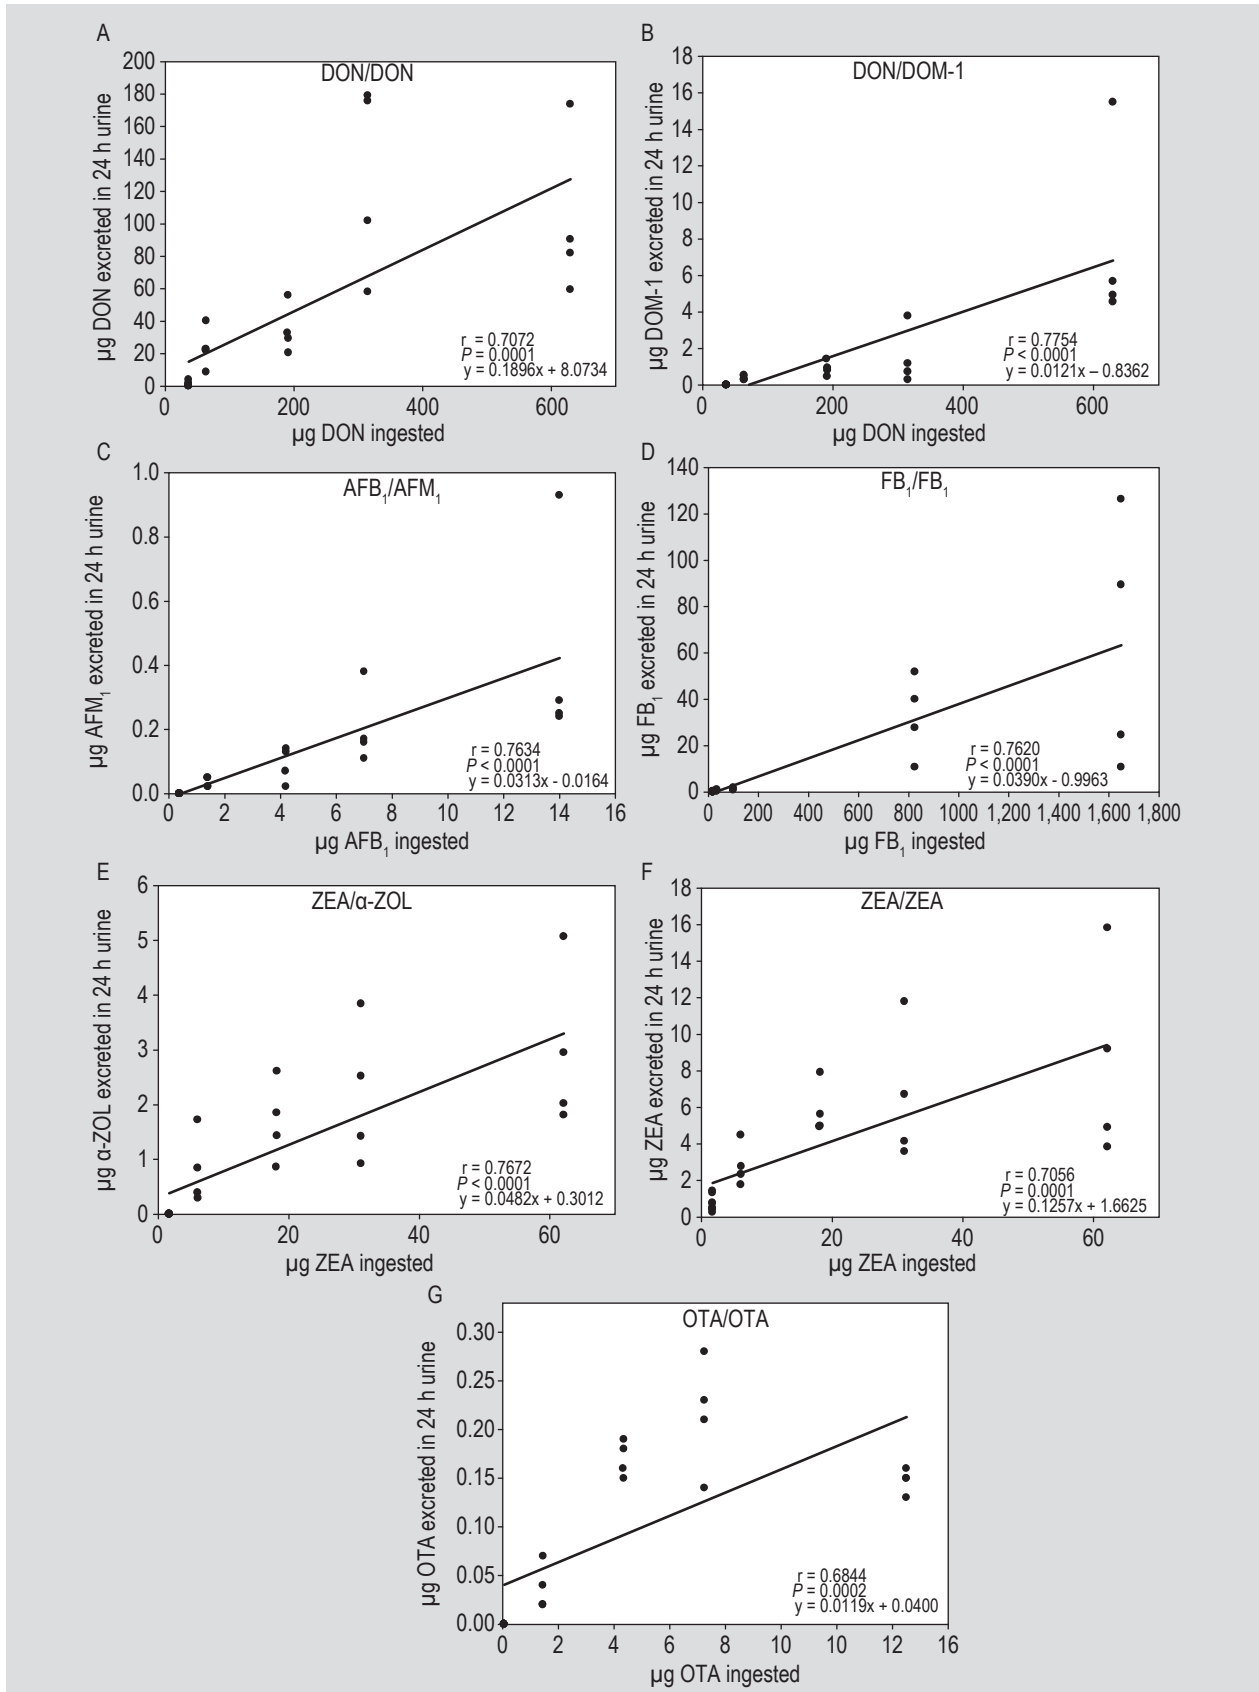 A
DON/DON
µg DON excreted in 24 h urine
200
180
160
140
120
100
80
60
40
20
0
r = 0.7072
P = 0.0001
y = 0.1896x + 8.0734
0 200 400 600
µg DON ingested
B
DON/DOM-1
µg DOM-1 excreted in 24 h urine
18
16
14
12
10
8
6
4
2
0
r = 0.7754
P < 0.0001
y = 0.0121x – 0.8362
0 200 400 600
µg DON ingested
C
AFB₁/AFM₁
µg AFM₁ excreted in 24 h urine
1.0
0.8
0.6
0.4
0.2
0.0
r = 0.7634
P < 0.0001
y = 0.0313x - 0.0164
0 2 4 6 8 10 12 14 16
µg AFB₁ ingested
D
FB₁/FB₁
µg FB₁ excreted in 24 h urine
140
120
100
80
60
40
20
0
r = 0.7620
P < 0.0001
y = 0.0390x - 0.9963
0 200 400 600 800 1000 1,200 1,400 1,600 1,800
µg FB₁ ingested
E
ZEA/α-ZOL
µg α-ZOL excreted in 24 h urine
6
5
4
3
2
1
0
r = 0.7672
P < 0.0001
y = 0.0482x + 0.3012
0 20 40 60
µg ZEA ingested
F
ZEA/ZEA
µg ZEA excreted in 24 h urine
18
16
14
12
10
8
6
4
2
0
r = 0.7056
P = 0.0001
y = 0.1257x + 1.6625
0 20 40 60
µg ZEA ingested
G
OTA/OTA
µg OTA excreted in 24 h urine
0.30
0.25
0.20
0.15
0.10
0.05
0.00
r = 0.6844
P = 0.0002
y = 0.0119x + 0.0400
0 2 4 6 8 10 10 12 16
µg OTA ingested